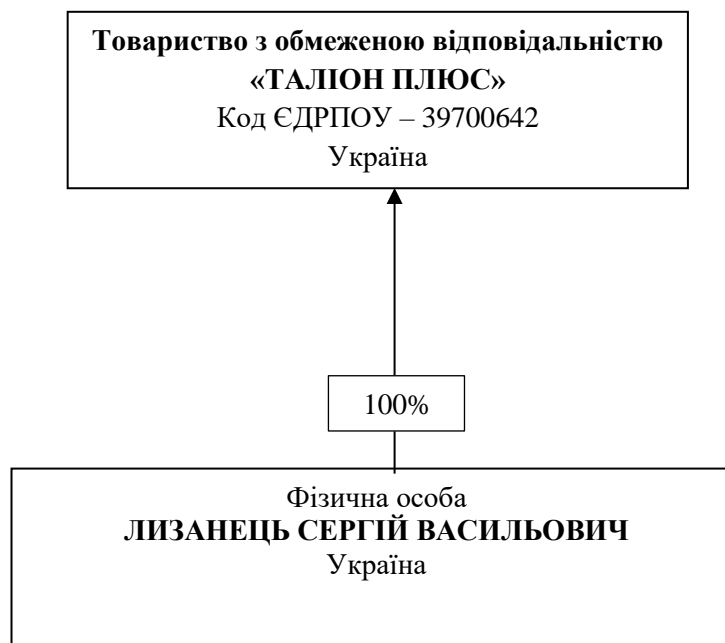 Товариство з обмеженою відповідальністю
«ТАЛІОН ПЛЮС»
Код ЄДРПОУ – 39700642
Україна
100%
Фізична особа
ЛИЗАНЕЦЬ СЕРГІЙ ВАСИЛЬОВИЧ
Україна